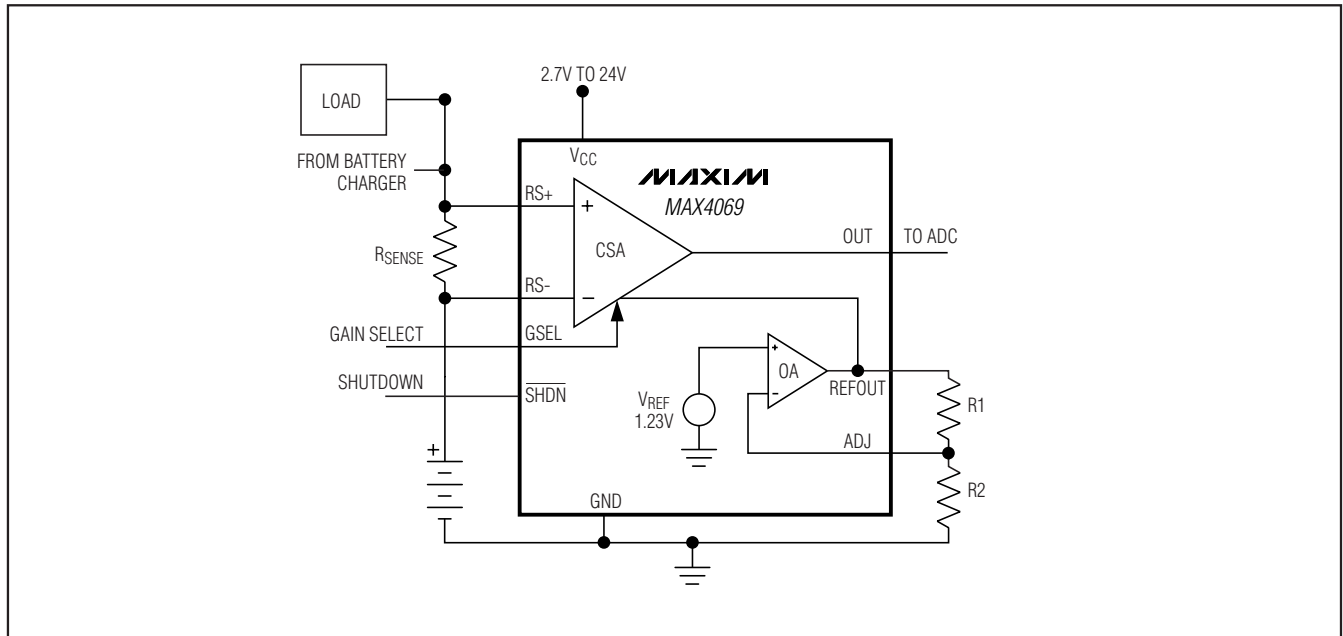 2.7V TO 24V
LOAD
VCC
FROM BATTERY
CHARGER
MAXIM
MAX4069
RS+
+
CSA
OUT
TO ADC
RSENSE
RS-
−
GAIN SELECT
GSEL
+
OA
REFOUT
SHUTDOWN
SHDN
−
VREF
1.23V
R1
ADJ
+
R2
GND